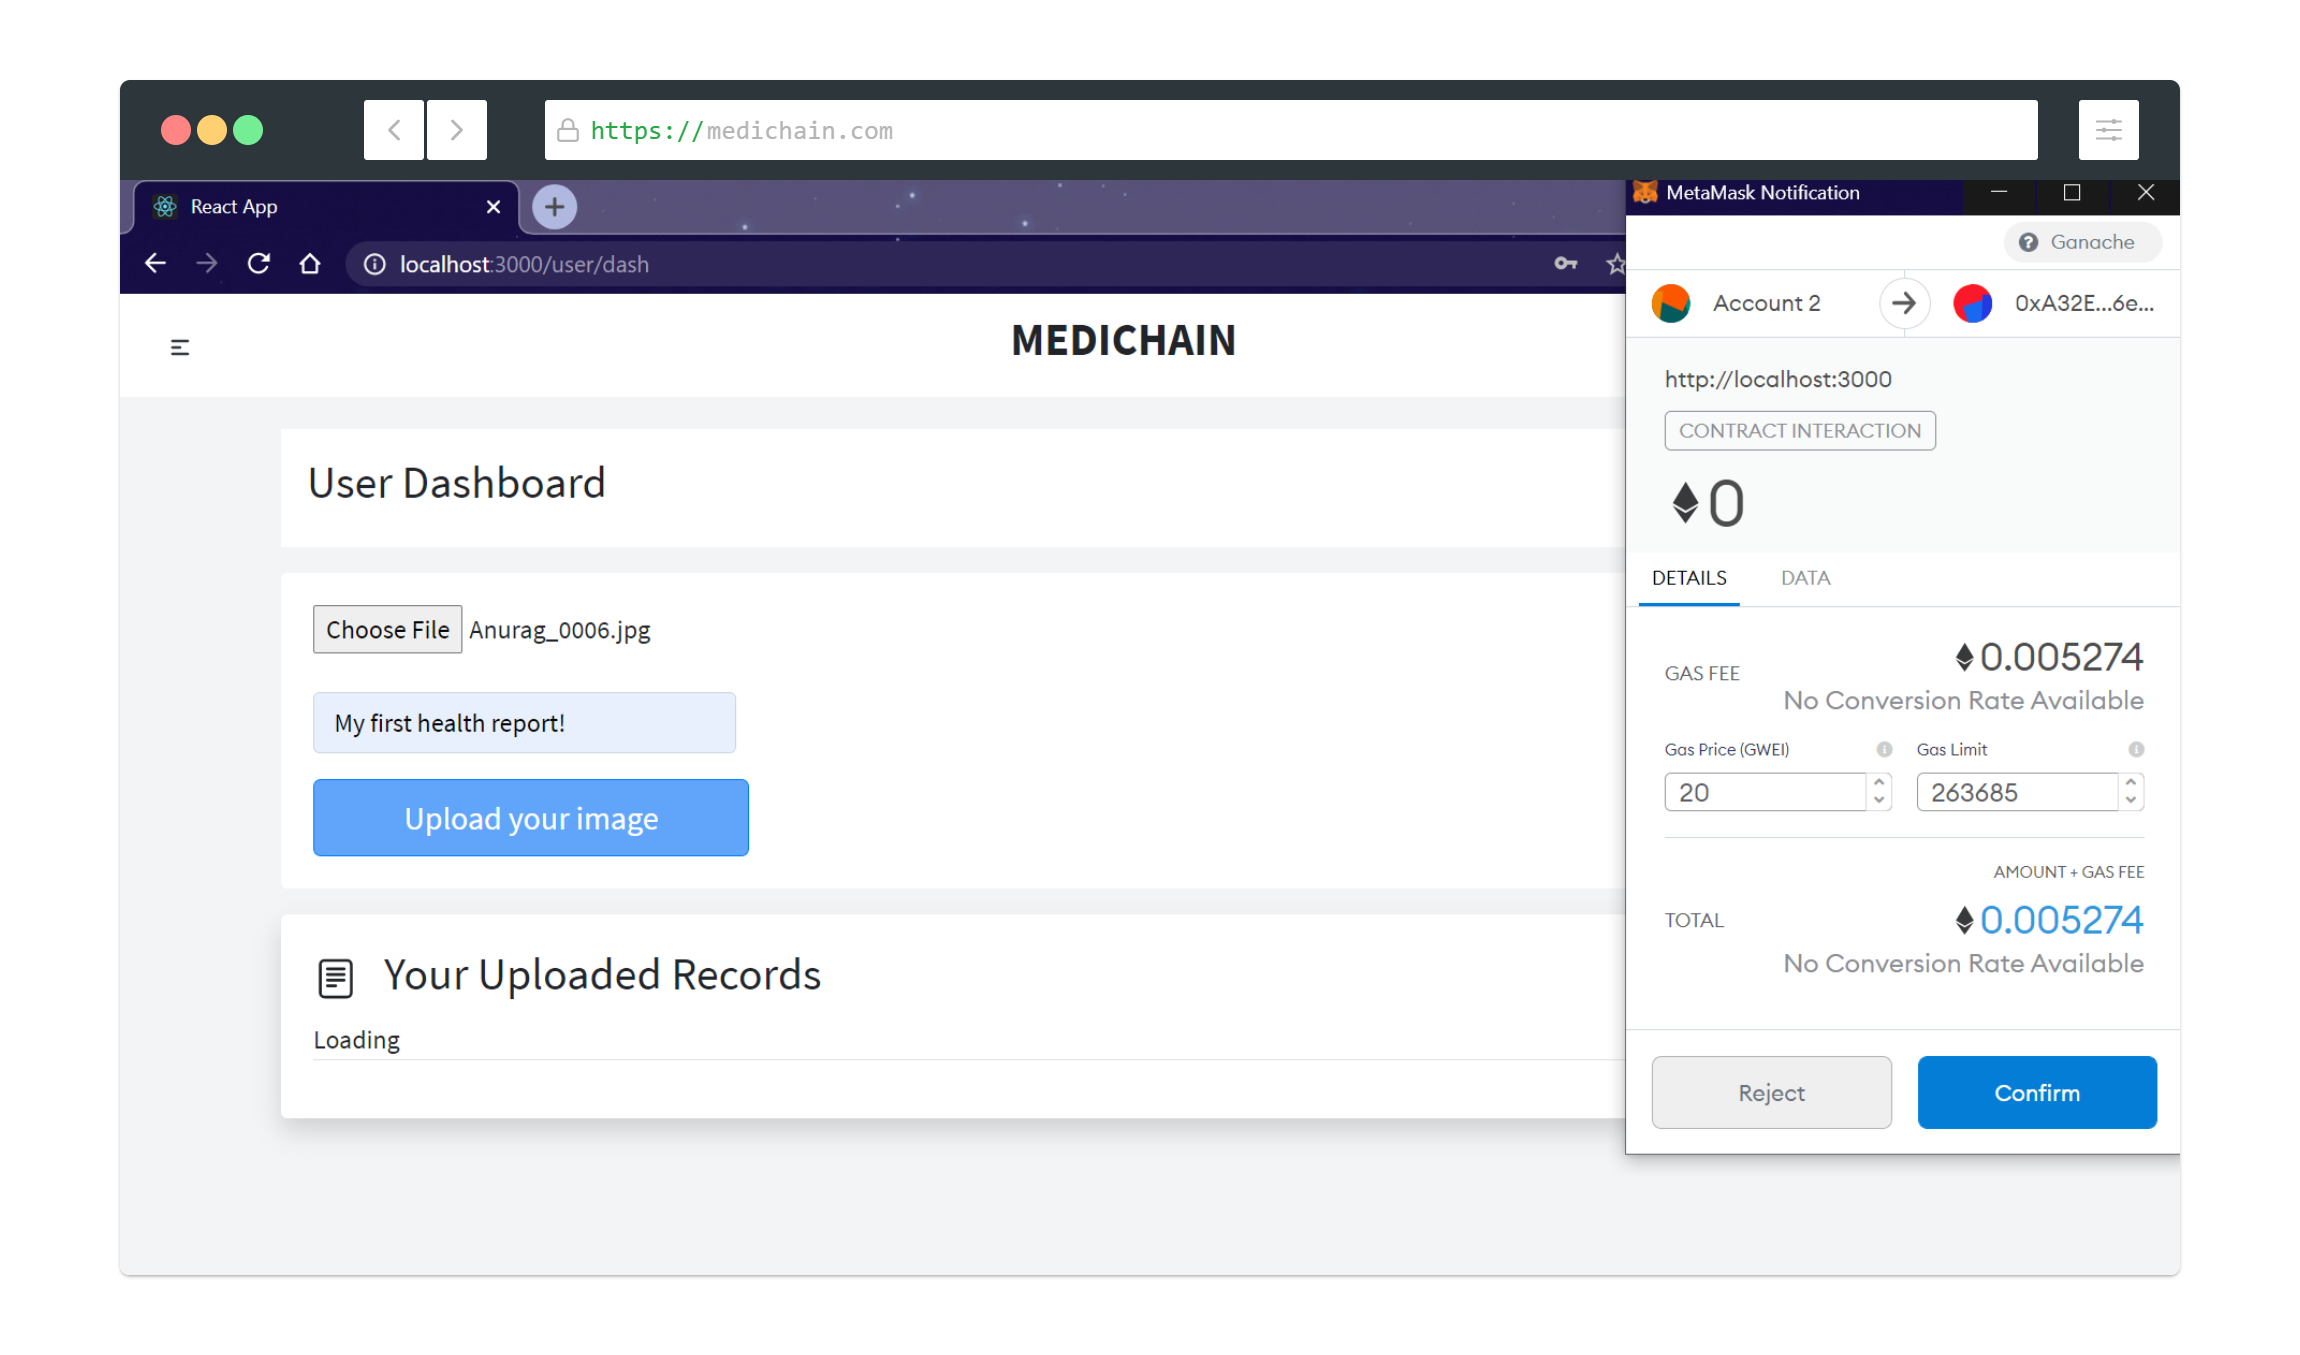 https://medichain.com
React App
MetaMask Notification
localhost:3000/user/dash
Ganache
Account 2
0xA32E...6e...
MEDICHAIN
http://localhost:3000
CONTRACT INTERACTION
0
User Dashboard
DETAILS DATA
Choose File Anurag_0006.jpg
GAS FEE
0.005274
No Conversion Rate Available
My first health report!
Gas Price (GWEI)
Gas Limit
20
263685
Upload your image
AMOUNT + GAS FEE
TOTAL
0.005274
No Conversion Rate Available
Your Uploaded Records
Loading
Reject
Confirm